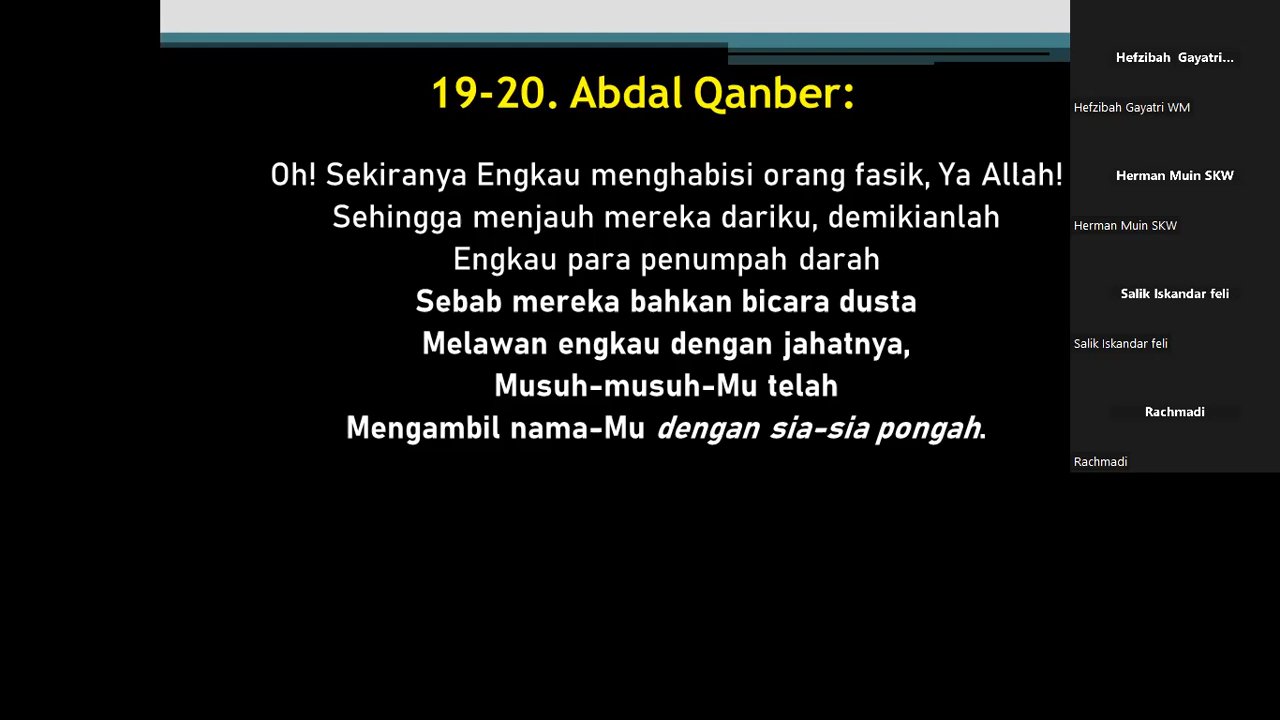 19-20. Abdal Qanber:
Oh! Sekiranya Engkau menghabisi orang fasik, Ya Allah!
Sehingga menjauh mereka dariku, demikianlah
Engkau para penumpah darah
Sebab mereka bahkan bicara dusta
Melawan engkau dengan jahatnya,
Musuh-musuh-Mu telah
Mengambil nama-Mu dengan sia-sia pongah.
Hefzibah Gayatri...
Hefzibah Gayatri WM
Herman Muin SKW
Herman Muin SKW
Salik Iskandar feli
Salik Iskandar feli
Rachmadi
Rachmadi